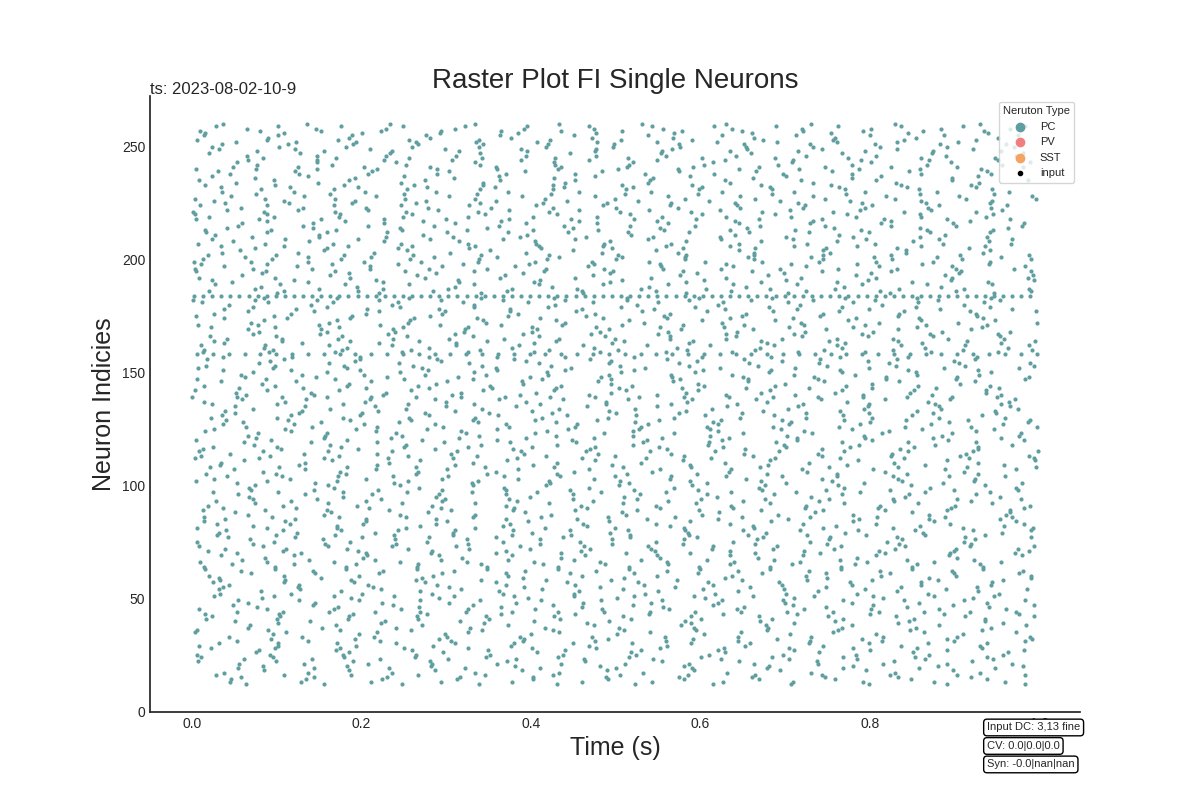 Raster Plot FI Single Neurons
ts: 2023-08-02-10-9
Neruton Type
PC
PV
SST
input
Neuron Indicies
250
200
150
100
50
0
0.0
0.2
0.4
0.6
0.8
Time (s)
Input DC: 3,13 fine
CV: 0.0|0.0|0.0
Syn: -0.0|nan|nan